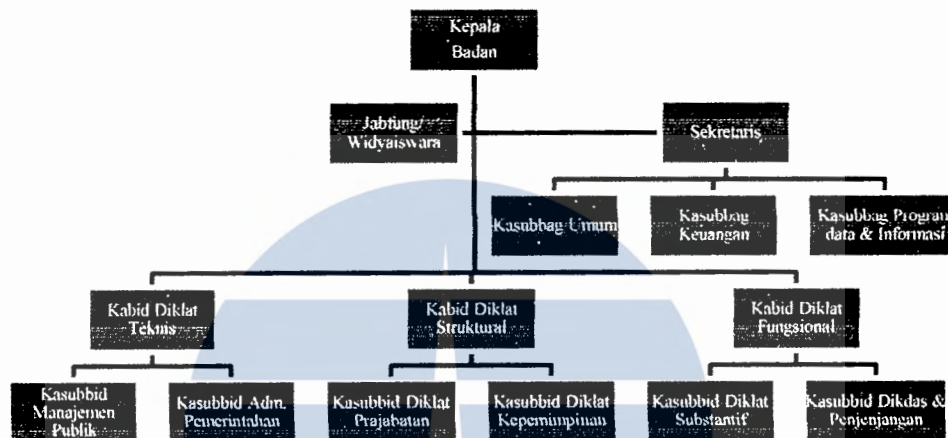 Kepala
Badan
Jabfung/
Widyaiswara
Sekretaris
Kasubbag Umum
Kasubbag
Keuangan
Kasubbag Program
data & Informasi
Kabid Diklat
Teknis
Kabid Diklat
Struktural
Kabid Diklat
Fungsional
Kasubbid
Manajemen
Publik
Kasubbid Adm.
Pemerintahan
Kasubbid Diklat
Prajabatan
Kasubbid Diklat
Kepemimpinan
Kasubbid Diklat
Substantif
Kasubbid Dikdas &
Penjenjangan